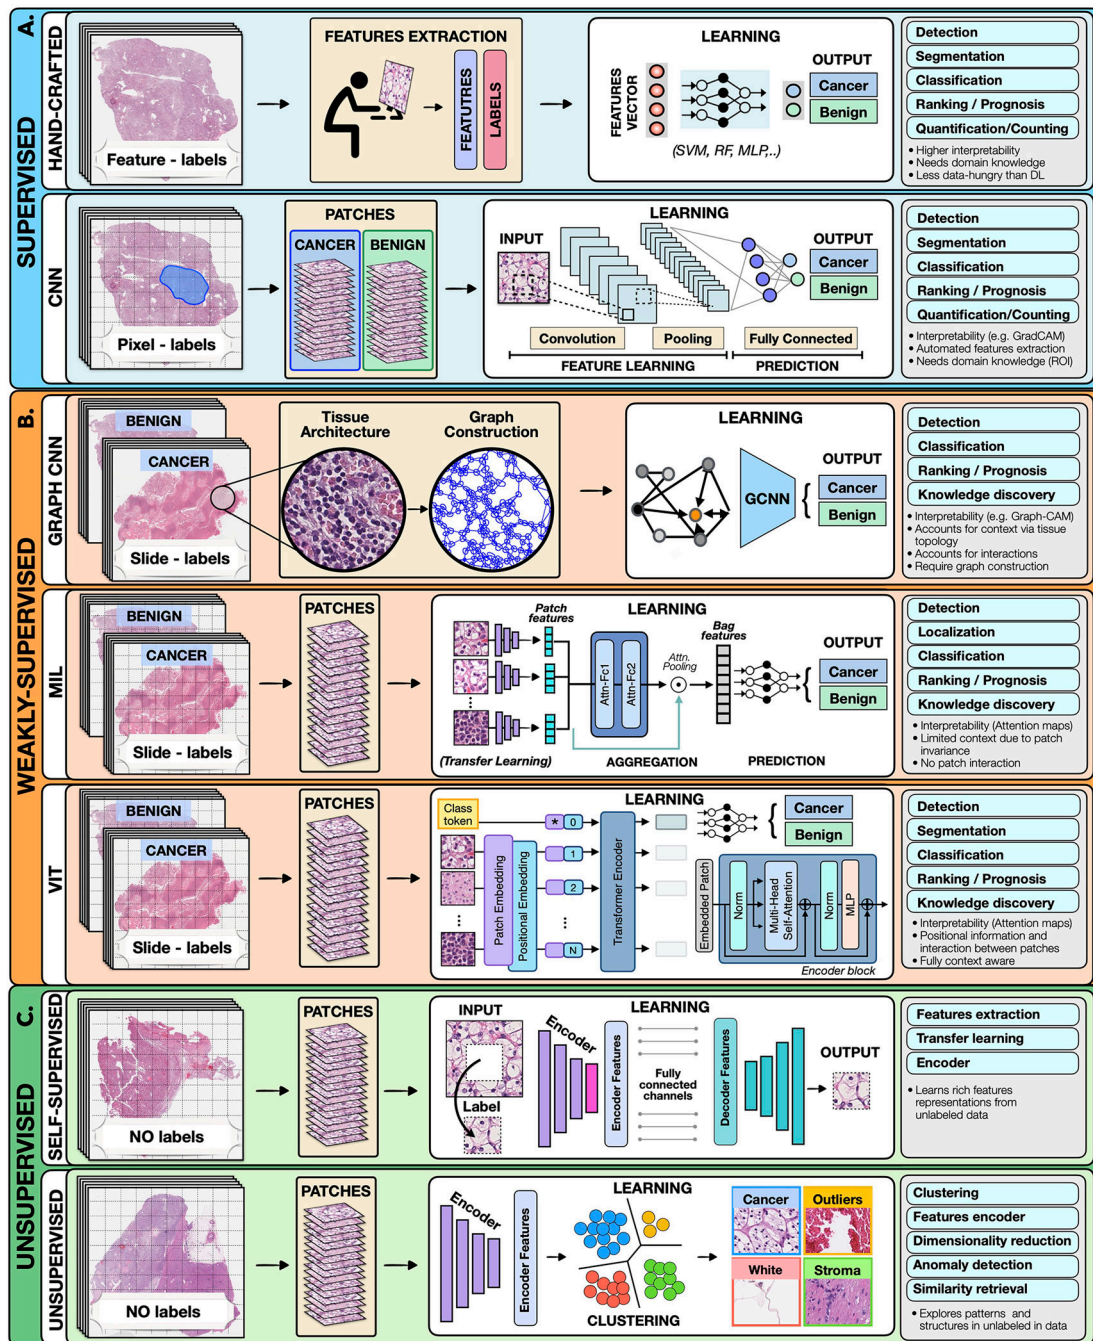 A.
SUPERVISED
HAND-CRAFTED
Feature - labels
FEATURES EXTRACTION
FEATUTRES
LABELS
LEARNING
FEATURES
VECTOR
(SVM, RF, MLP,..)
OUTPUT
Cancer
Benign
Detection
Segmentation
Classification
Ranking / Prognosis
Quantification/Counting
• Higher interpretability
• Needs domain knowledge
• Less data-hungry than DL
CNN
Pixel - labels
PATCHES
CANCER
BENIGN
LEARNING
INPUT
Convolution
Pooling
Fully Connected
FEATURE LEARNING
PREDICTION
OUTPUT
Cancer
Benign
Detection
Segmentation
Classification
Ranking / Prognosis
Quantification/Counting
• Interpretability (e.g. GradCAM)
• Automated features extraction
• Needs domain knowledge (ROI)
B.
WEAKLY-SUPERVISED
GRAPH CNN
BENIGN
CANCER
Slide - labels
Tissue
Architecture
Graph
Construction
LEARNING
GCNN
OUTPUT
Cancer
Benign
Detection
Classification
Ranking / Prognosis
Knowledge discovery
• Interpretability (e.g. Graph-CAM)
• Accounts for context via tissue
topology
• Accounts for interactions
• Require graph construction
MIL
BENIGN
CANCER
Slide - labels
PATCHES
LEARNING
Patch
features
(Transfer Learning)
Attn-Fc1
Attn-Fc2
Attn.
Pooling
Bag
features
AGGREGATION
PREDICTION
OUTPUT
Cancer
Benign
Detection
Localization
Classification
Ranking / Prognosis
Knowledge discovery
• Interpretability (Attention maps)
• Limited context due to patch
invariance
• No patch interaction
VIT
BENIGN
CANCER
Slide - labels
PATCHES
LEARNING
Class
token
Patch Embedding
Positional Embedding
* 0
1
2
N
Transformer Encoder
Cancer
Benign
Embedded Patch
Norm
Multi-Head
Self-Attention
Norm
MLP
Encoder block
Detection
Segmentation
Classification
Ranking / Prognosis
Knowledge discovery
• Interpretability (Attention maps)
• Positional information and
interaction between patches
• Fully context aware
C.
UNSUPERVISED
SELF-SUPERVISED
NO labels
PATCHES
LEARNING
INPUT
Label
Encoder
Encoder Features
Fully
connected
channels
Decoder Features
OUTPUT
Features extraction
Transfer learning
Encoder
• Learns rich features
representations from
unlabeled data
UNSUPERVISED
NO labels
PATCHES
LEARNING
Encoder
Encoder Features
CLUSTERING
Cancer
Outliers
White
Stroma
Clustering
Features encoder
Dimensionality reduction
Anomaly detection
Similarity retrieval
• Explores patterns and
structures in unlabeled in data